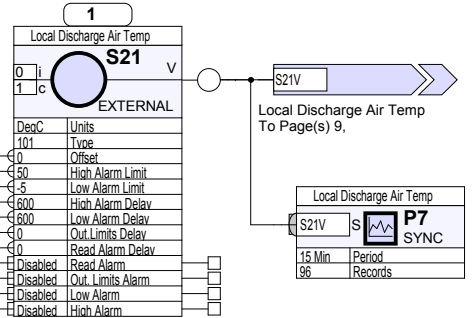 1
Local Discharge Air Temp
S21
0 i V
1 c
EXTERNAL
DegC Units
101 Type
0 Offset
50 High Alarm Limit
-5 Low Alarm Limit
600 High Alarm Delay
600 Low Alarm Delay
0 Out.Limits Delay
0 Read Alarm Delay
Disabled Read Alarm
Disabled Out. Limits Alarm
Disabled Low Alarm
Disabled High Alarm
S21V
Local Discharge Air Temp
To Page(s) 9,
Local Discharge Air Temp
S21V S P7
SYNC
15 Min Period
96 Records